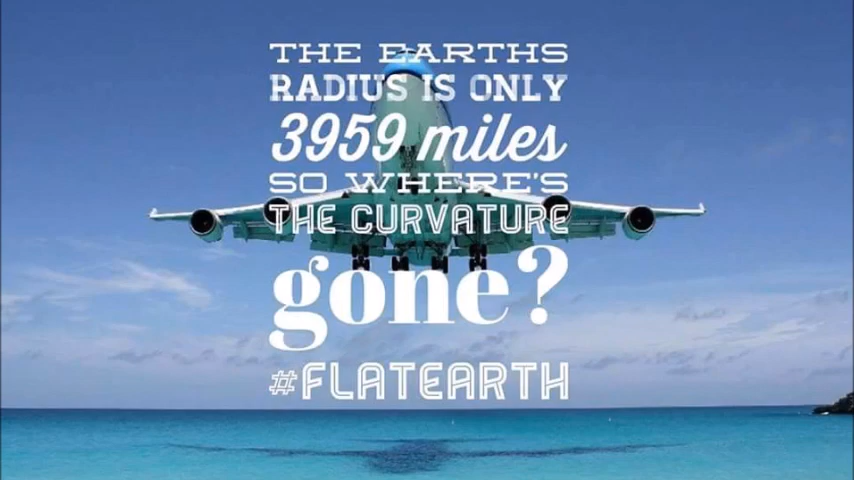 THE EARTHS
RADIUS IS ONLY
3959 miles
SO WHERE'S
THE CURVATURE
gone?
#FLATEARTH